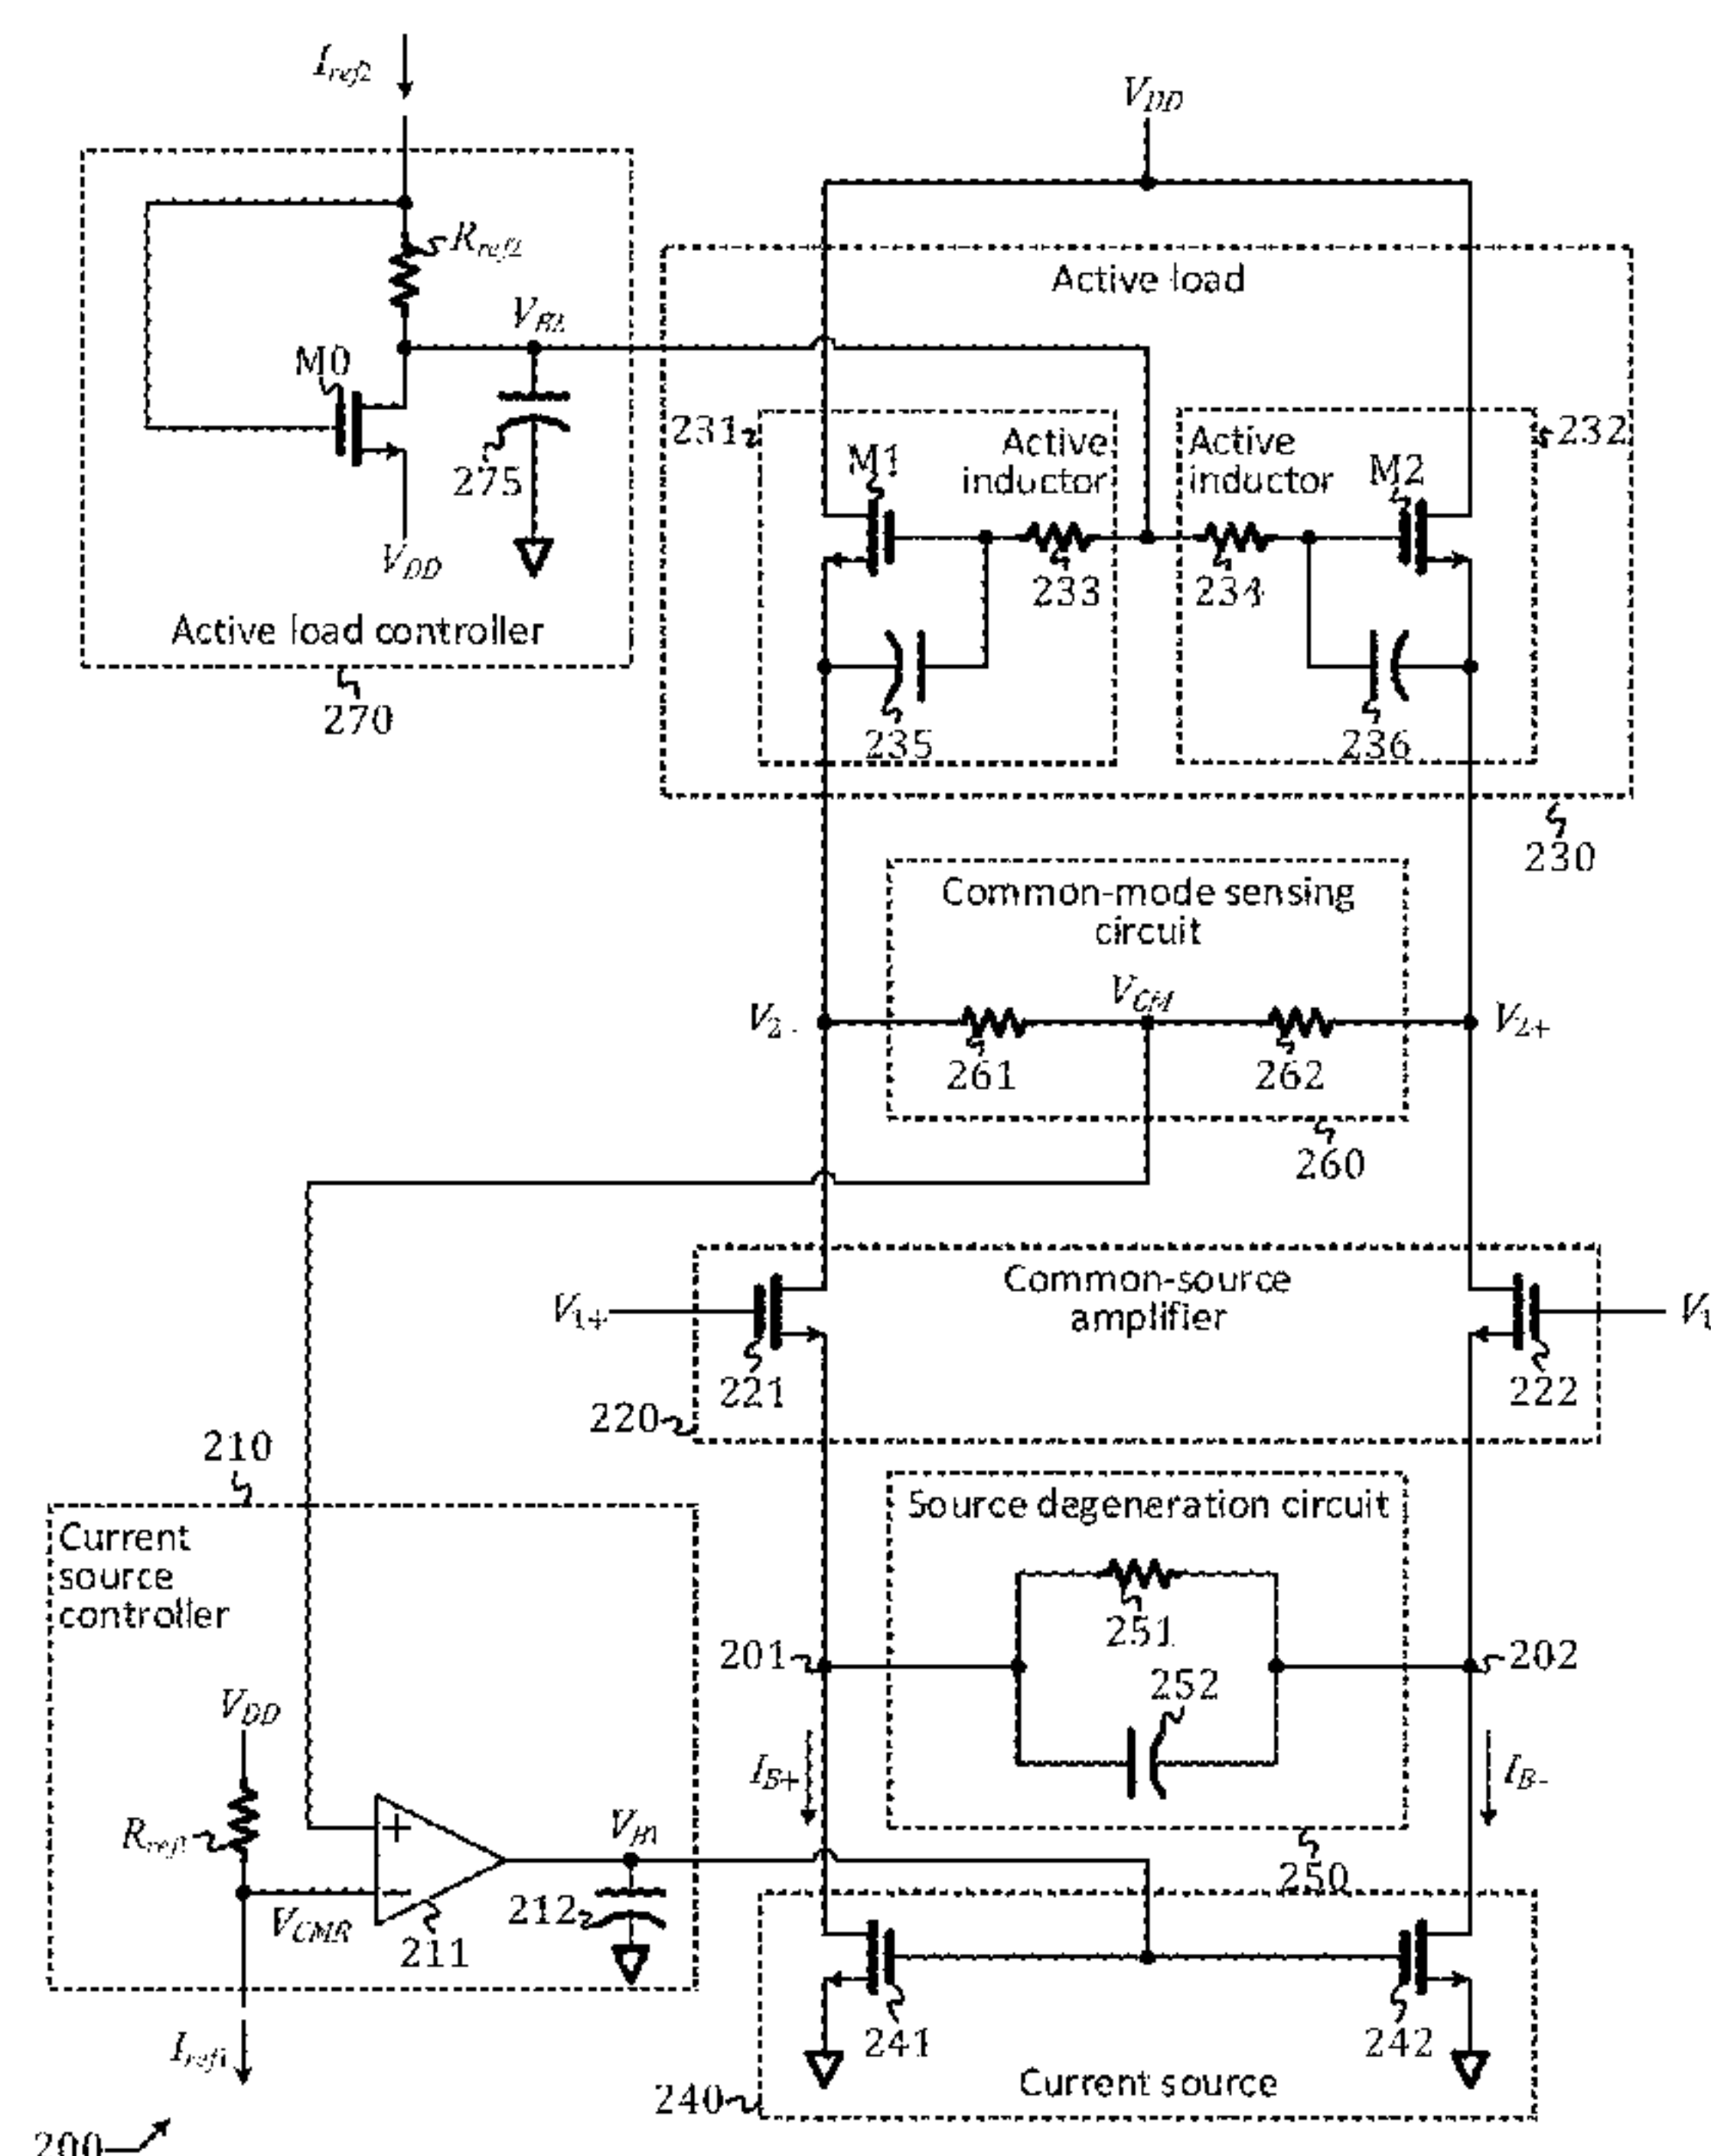 I_ref2
V_DD
R_ref2
Active load
V_B2
M0
231
Active
inductor
Active
inductor
232
M1
M2
275
V_DD
233
234
Active load controller
270
235
236
230
Common-mode sensing
circuit
V_CM
V_2-
V_2+
261
262
260
Common-source
amplifier
V_1+
221
222
220
210
Current
source
controller
Source degeneration circuit
251
201
202
252
V_DD
I_B+
I_B-
R_ref1
V_B1
250
V_CMR
211
212
I_ref1
241
242
240
Current source
200